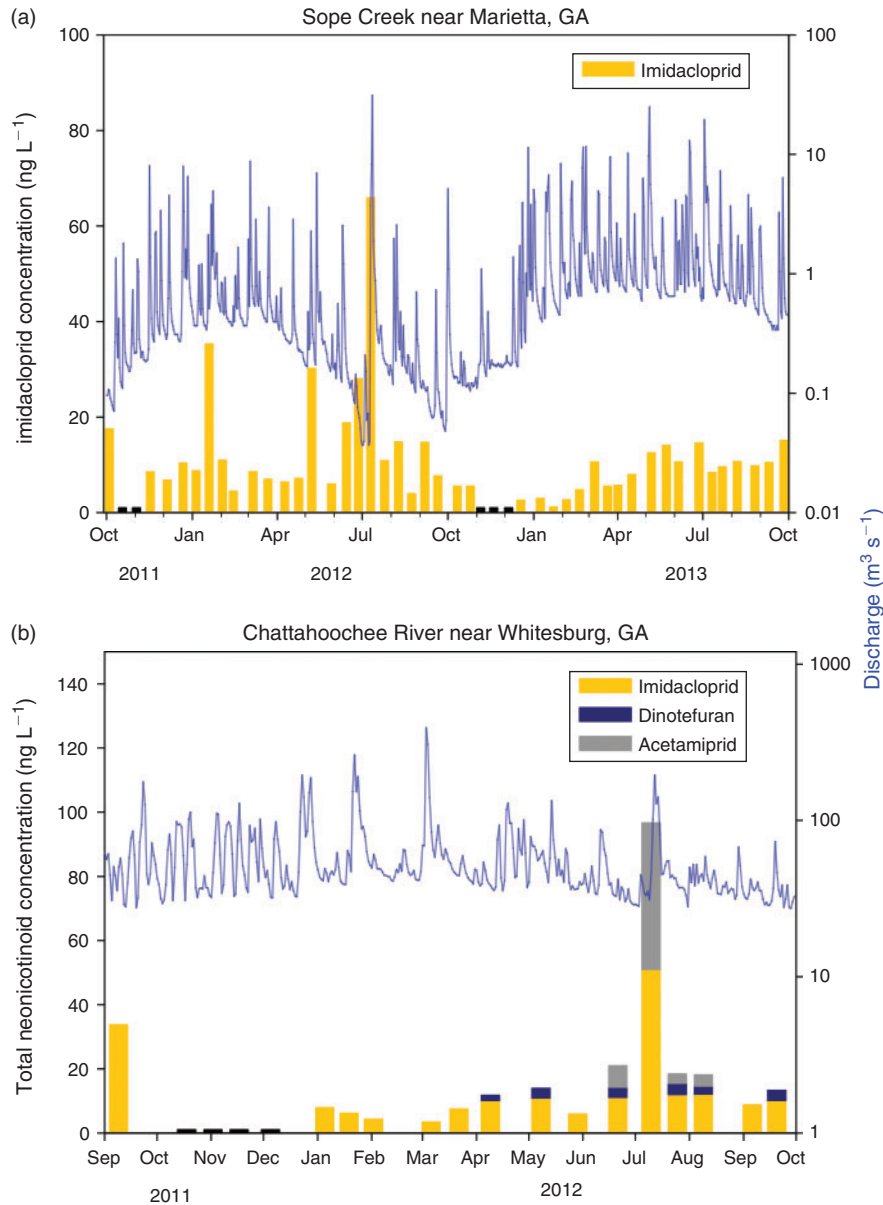 (a)
Sope Creek near Marietta, GA
Imidacloprid
imidacloprid concentration (ng L⁻¹)
100
80
60
40
20
0
100
10
1
0.1
0.01
Oct Jan Apr Jul Oct Jan Apr Jul Oct
2011 2012 2013
Discharge (m³ s⁻¹)
(b)
Chattahoochee River near Whitesburg, GA
Imidacloprid
Dinotefuran
Acetamiprid
Total neonicotinoid concentration (ng L⁻¹)
140
120
100
80
60
40
20
0
1000
100
10
1
Sep Oct Nov Dec Jan Feb Mar Apr May Jun Jul Aug Sep Oct
2011 2012